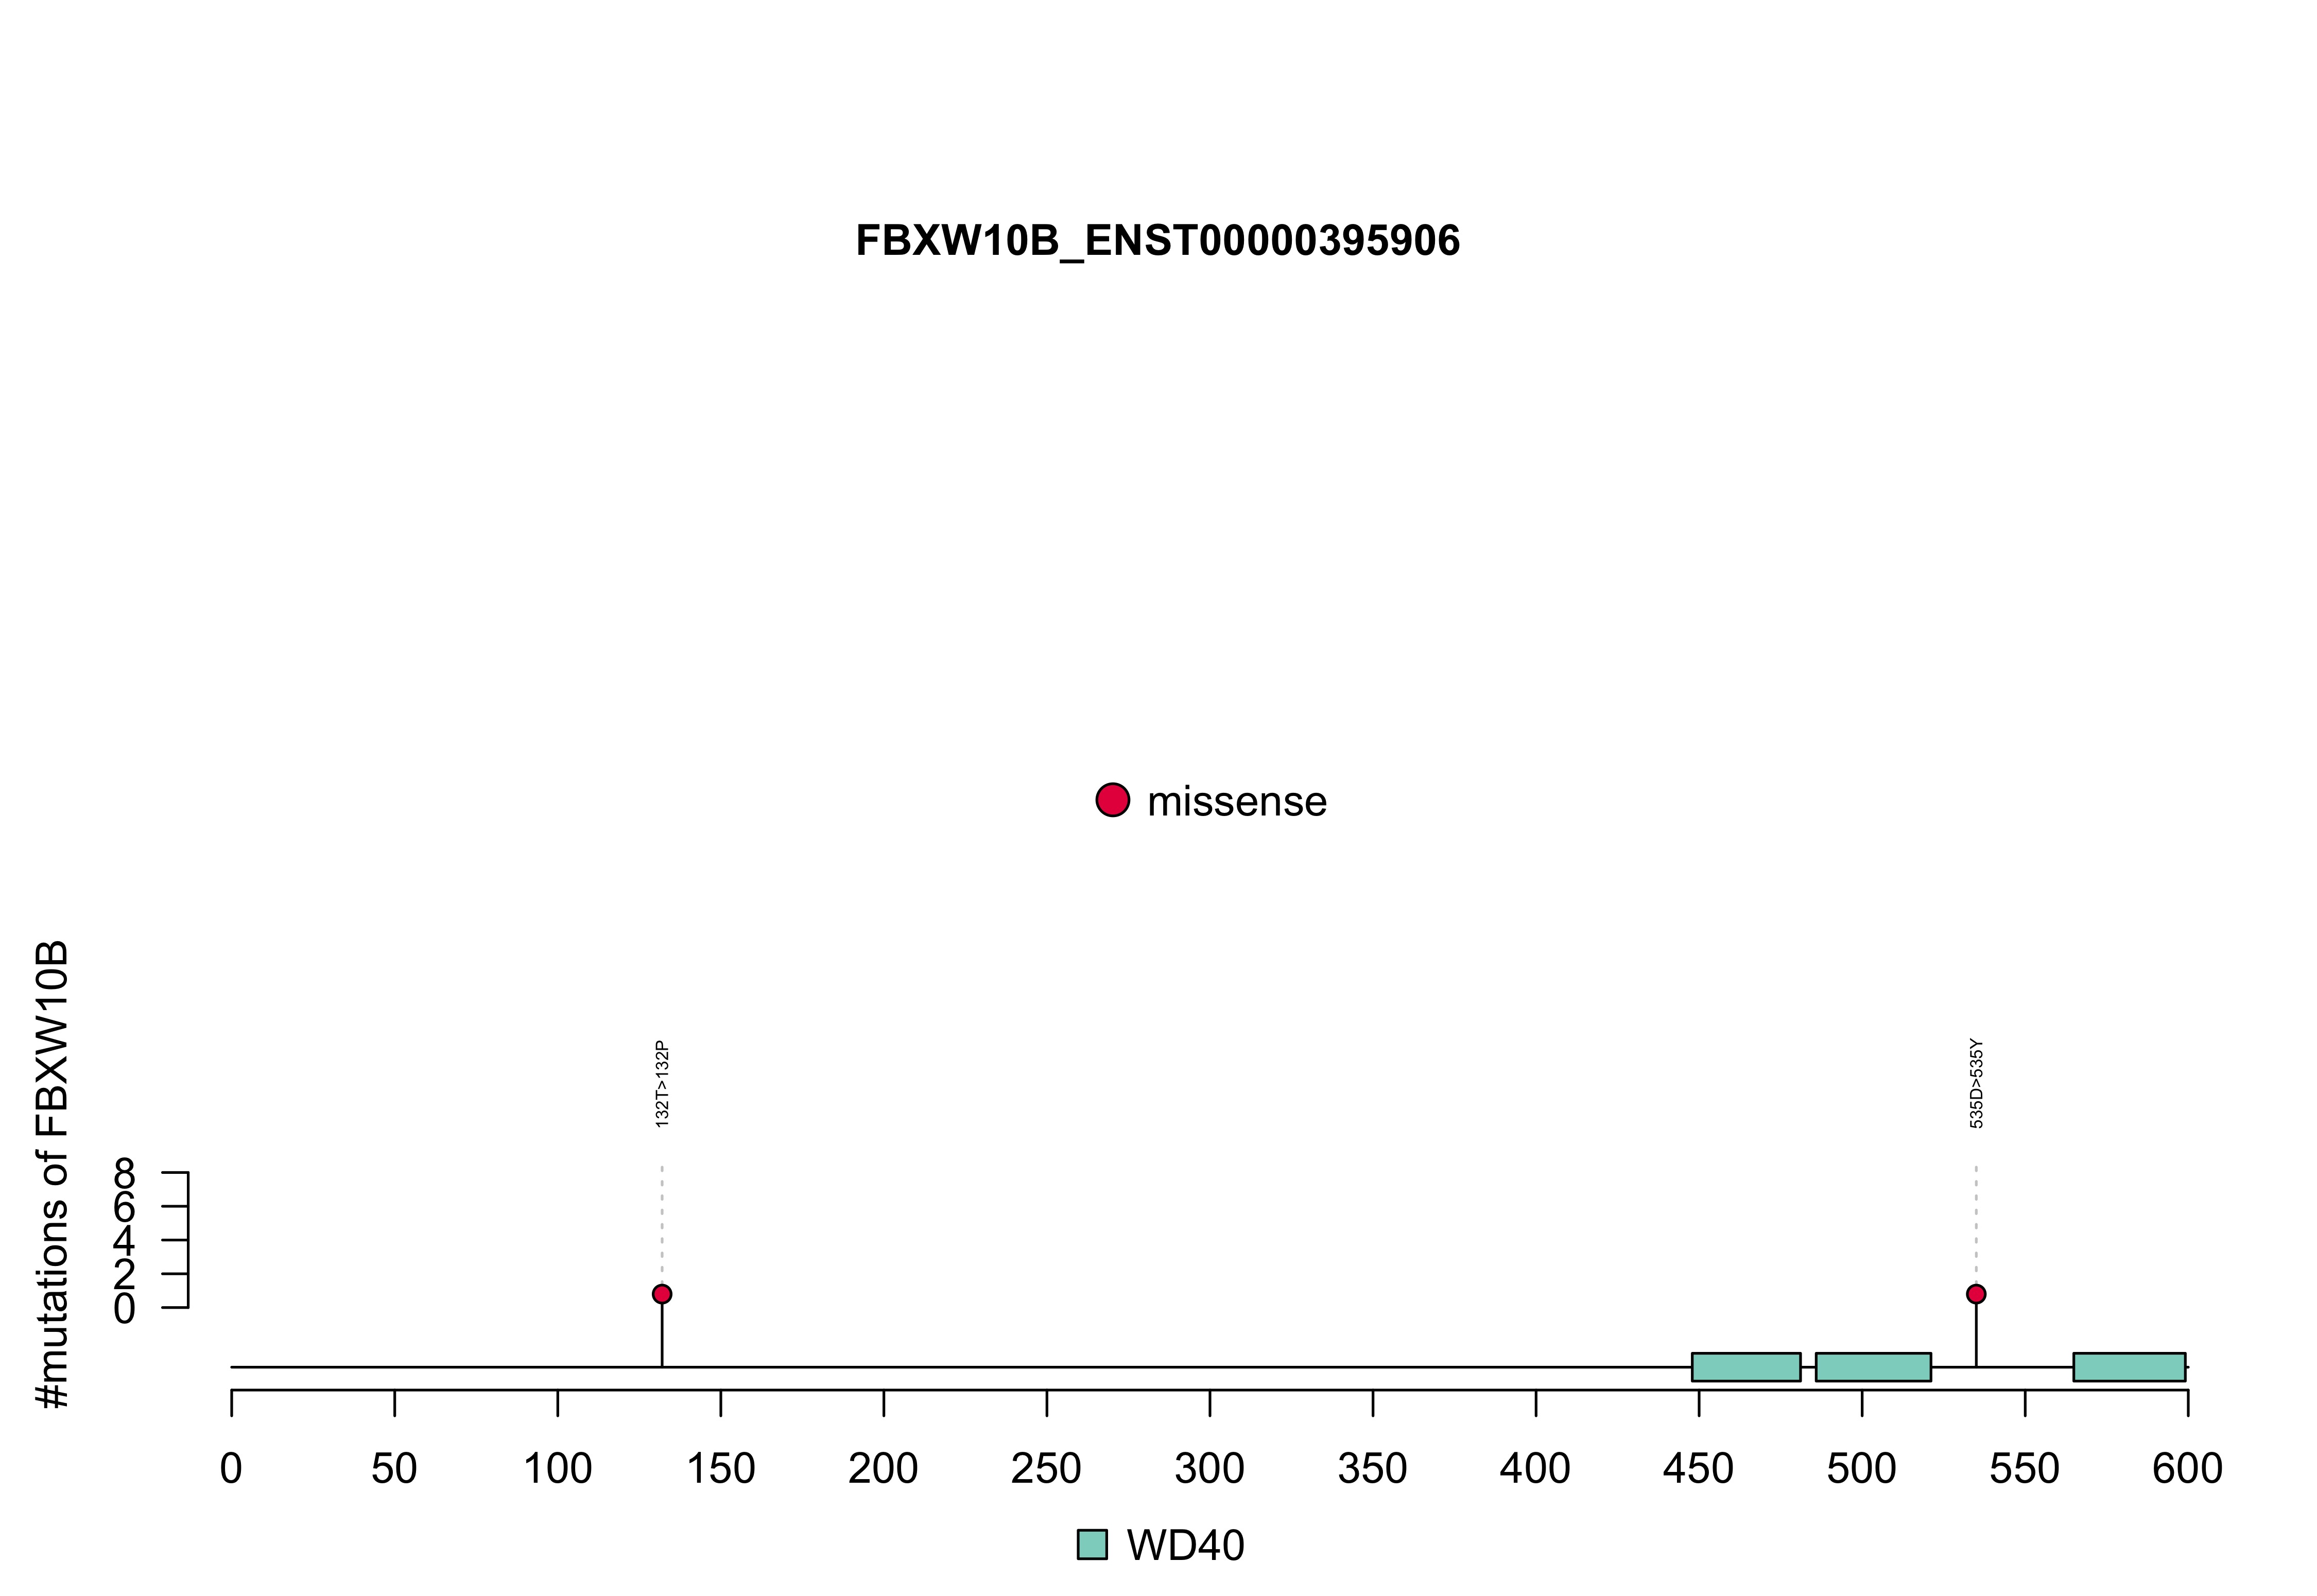 FBXW10B_ENST00000395906
missense
#mutations of FBXW10B
132T>132P
535D>535Y
8
6
4
2
0
0 50 100 150 200 250 300 350 400 450 500 550 600
WD40